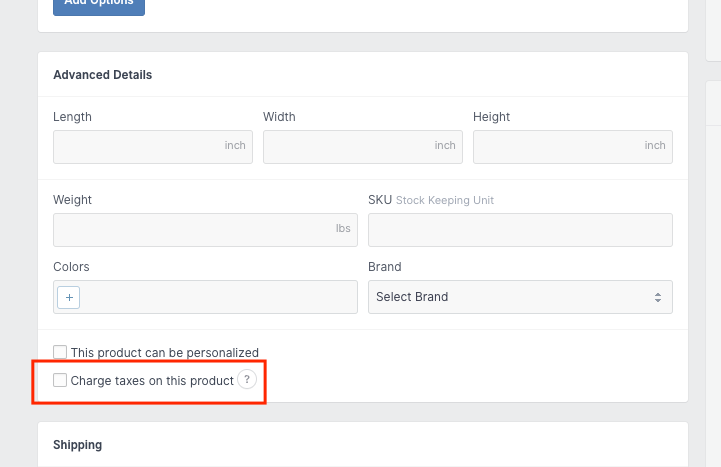 Add Options
Advanced Details
Length Width Height
inch inch inch
Weight SKU Stock Keeping Unit
lbs
Colors Brand
+ Select Brand
This product can be personalized
Charge taxes on this product ?
Shipping